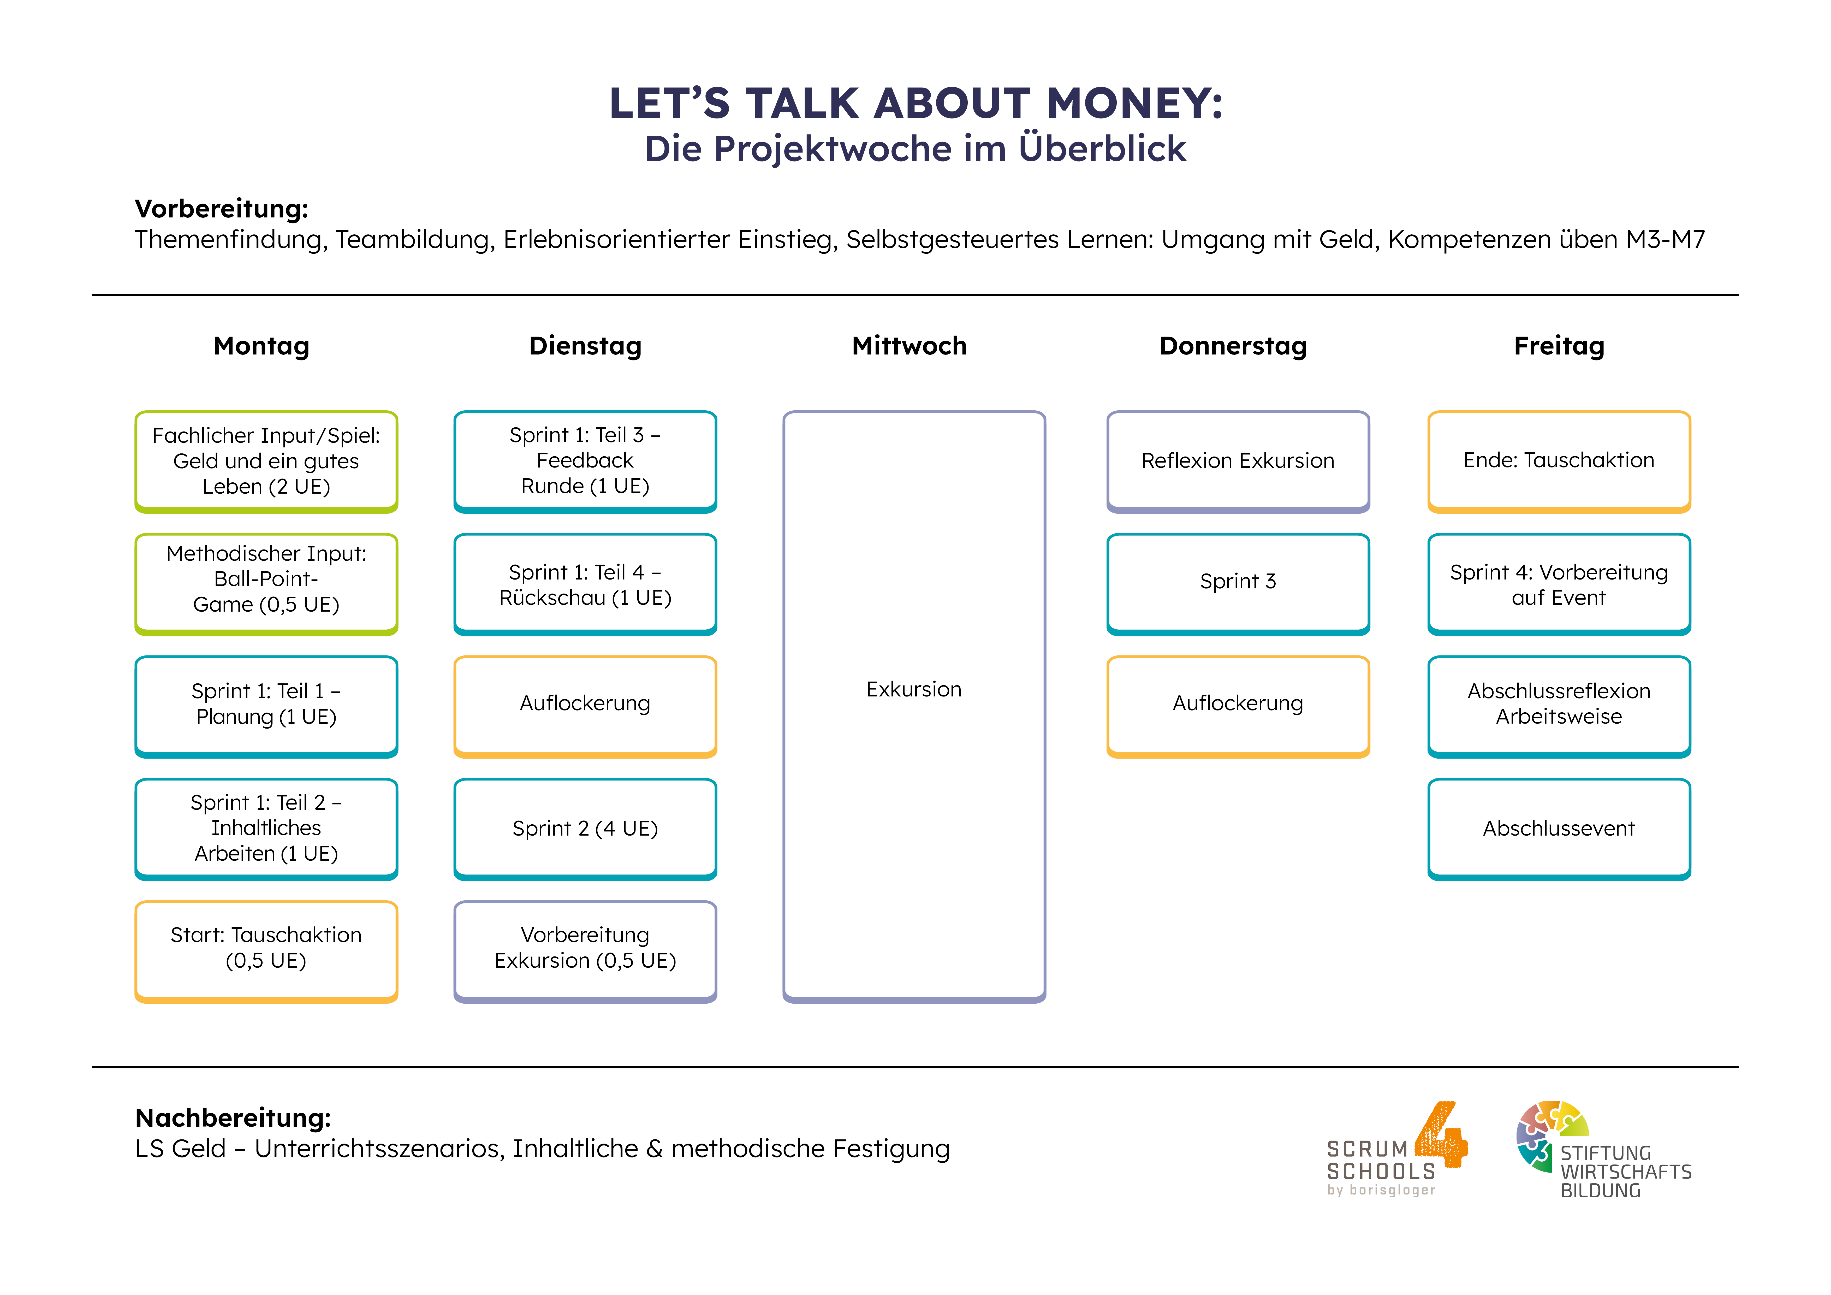 LET'S TALK ABOUT MONEY:
Die Projektwoche im Überblick
Vorbereitung:
Themenfindung, Teambildung, Erlebnisorientierter Einstieg, Selbstgesteuertes Lernen: Umgang mit Geld, Kompetenzen üben M3-M7
Montag
Dienstag
Mittwoch
Donnerstag
Freitag
Fachlicher Input/Spiel:
Geld und ein gutes
Leben (2 UE)
Methodischer Input:
Ball-Point-
Game (0,5 UE)
Sprint 1: Teil 1 –
Planung (1 UE)
Sprint 1: Teil 2 –
Inhaltliches
Arbeiten (1 UE)
Start: Tauschaktion
(0,5 UE)
Sprint 1: Teil 3 –
Feedback
Runde (1 UE)
Sprint 1: Teil 4 –
Rückschau (1 UE)
Auflockerung
Sprint 2 (4 UE)
Vorbereitung
Exkursion (0,5 UE)
Exkursion
Reflexion Exkursion
Sprint 3
Auflockerung
Ende: Tauschaktion
Sprint 4: Vorbereitung
auf Event
Abschlussreflexion
Arbeitsweise
Abschlussevent
Nachbereitung:
LS Geld – Unterrichtsszenarios, Inhaltliche & methodische Festigung
SCRUM 4
SCHOOLS
by borisgloger
STIFTUNG
WIRTSCHAFTS
BILDUNG